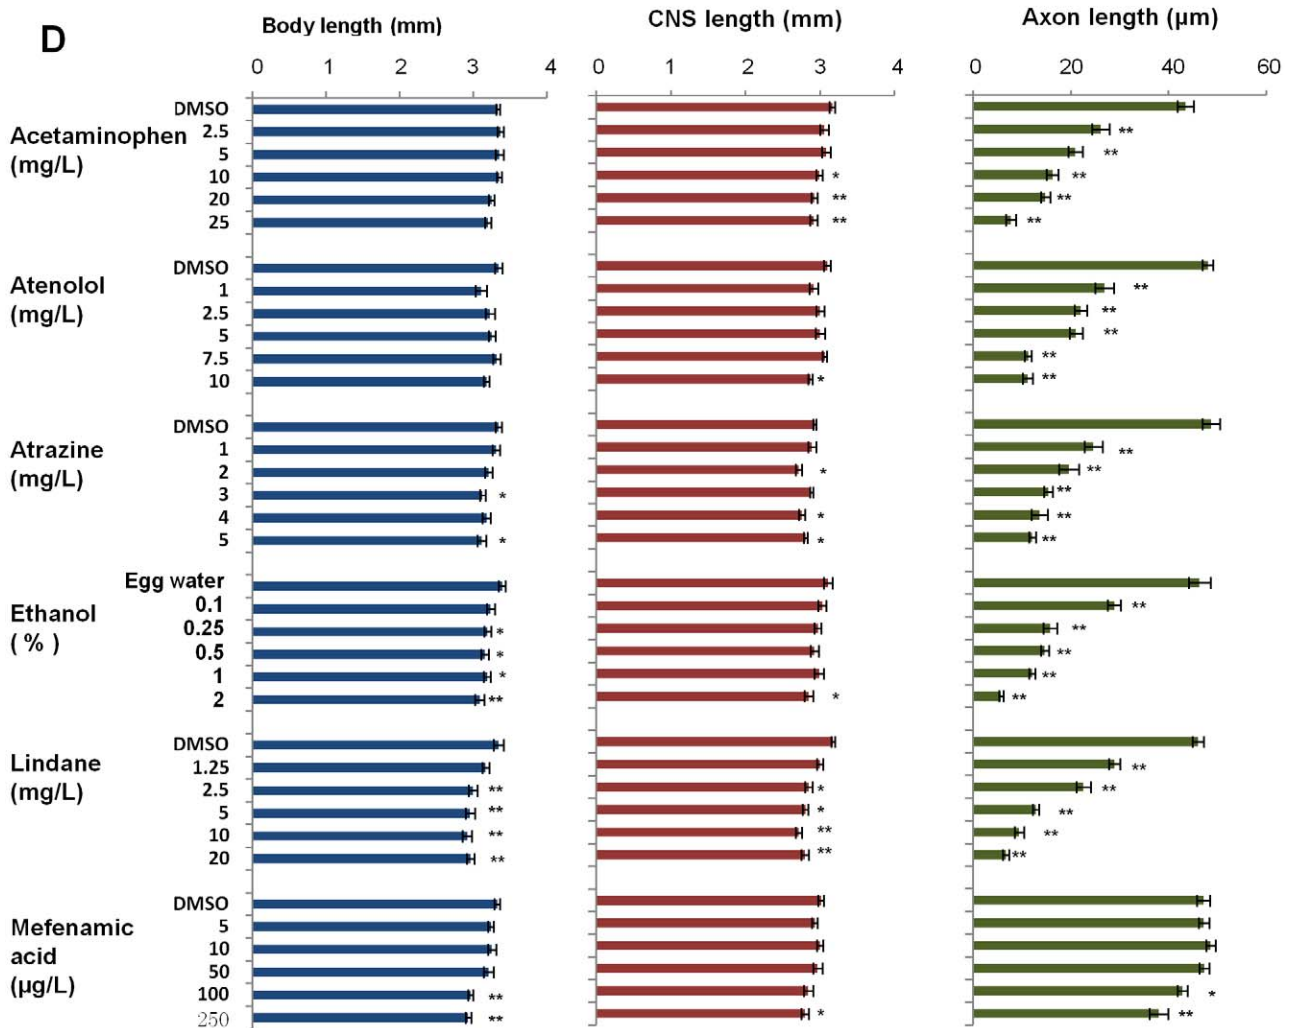 D
Body length (mm)
CNS length (mm)
Axon length (µm)
0 1 2 3 4
0 1 2 3 4
0 20 40 60
Acetaminophen
(mg/L)
DMSO
2.5 **
5 **
10 * **
20 ** **
25 ** **
Atenolol
(mg/L)
DMSO
1 **
2.5 **
5 **
7.5 **
10 * **
Atrazine
(mg/L)
DMSO
1 **
2 * **
3 * **
4 * **
5 * * **
Ethanol
( % )
Egg water
0.1 **
0.25 * **
0.5 * **
1 * **
2 ** * **
Lindane
(mg/L)
DMSO
1.25 **
2.5 ** * **
5 ** * **
10 ** ** **
20 ** ** **
Mefenamic
acid
(µg/L)
DMSO
5
10
50
100 ** *
250 ** * **